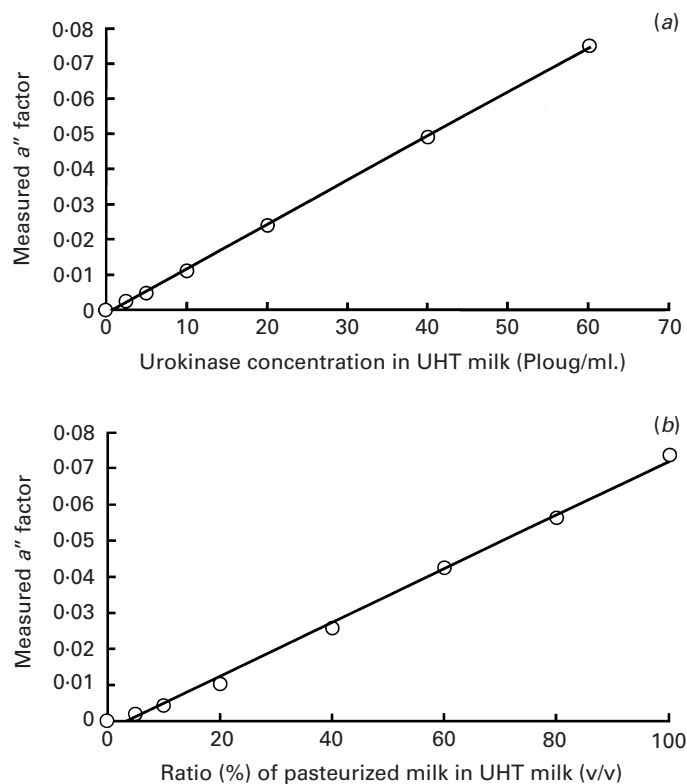 (a)
0·08
0·07
0·06
0·05
0·04
0·03
0·02
0·01
0
Measured a″ factor
0 10 20 30 40 50 60 70
Urokinase concentration in UHT milk (Ploug/ml.)
(b)
0·08
0·07
0·06
0·05
0·04
0·03
0·02
0·01
0
Measured a″ factor
0 20 40 60 80 100
Ratio (%) of pasteurized milk in UHT milk (v/v)